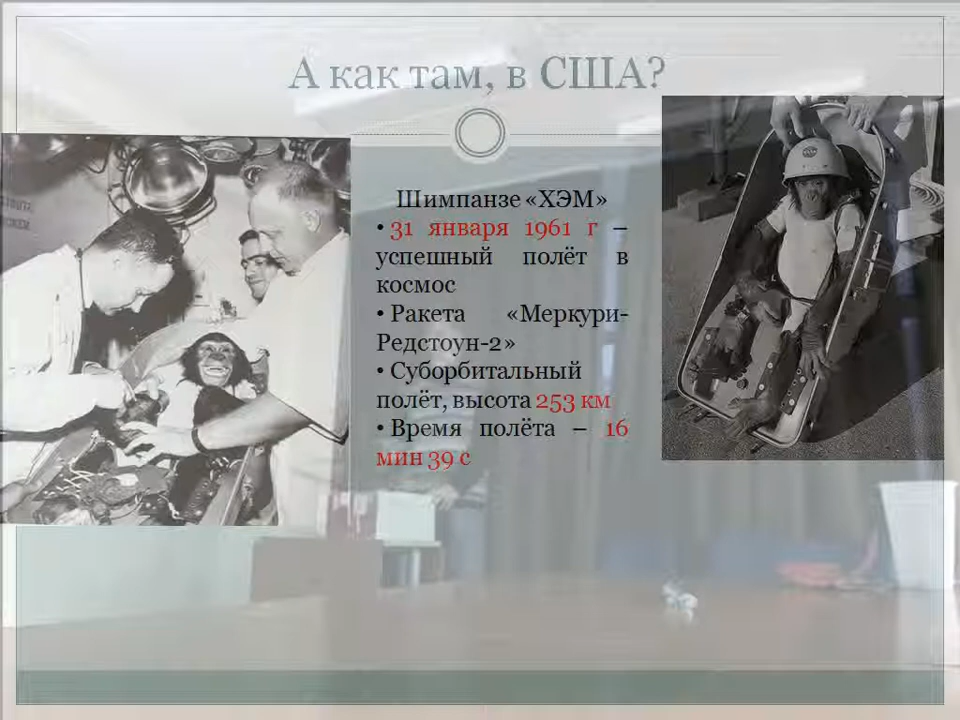 А как там, в США?
Шимпанзе «ХЭМ»
• 31 января 1961 г –
успешный полёт в
космос
• Ракета «Меркури-
Редстоун-2»
• Суборбитальный
полёт, высота 253 км
• Время полёта – 16
мин 39 с